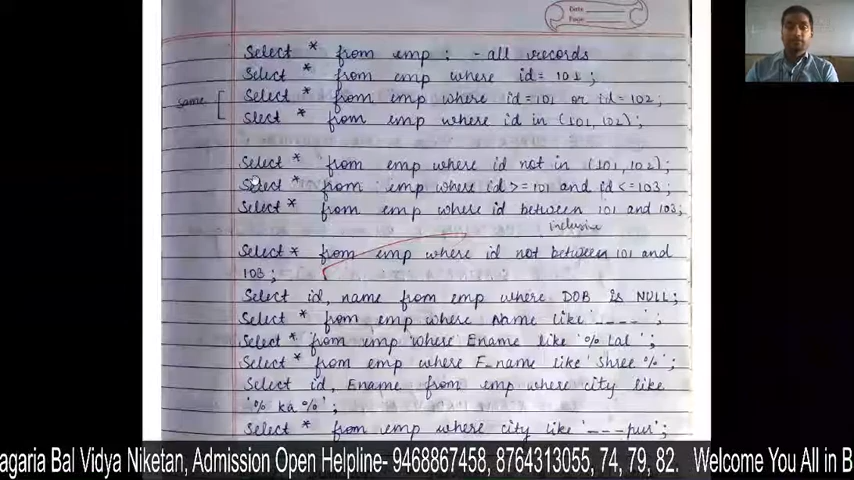 Date
Page
Select * from emp ; - all records
Select * from emp where id = 101 ;
same [ Select * from emp where id = 101 or id = 102 ;
Slect * from emp where id in (101, 102) ;
Select * from emp where id not in (101, 102) ;
Select * from emp where id >= 101 and id <= 103 ;
Select * from emp where id between 101 and 103 ;
inclusive
Select * from emp where id not between 101 and
103 ;
Select id, name from emp where DOB is NULL ;
Select * from emp where Name like '____' ;
Select * from emp where Ename like '% Lal' ;
Select * from emp where E_name like 'Shree %' ;
Select id, Ename from emp where city like
'% ka %' ;
Select * from emp where city like '___pur' ;
agaria Bal Vidya Niketan, Admission Open Helpline- 9468867458, 8764313055, 74, 79, 82. Welcome You All in B